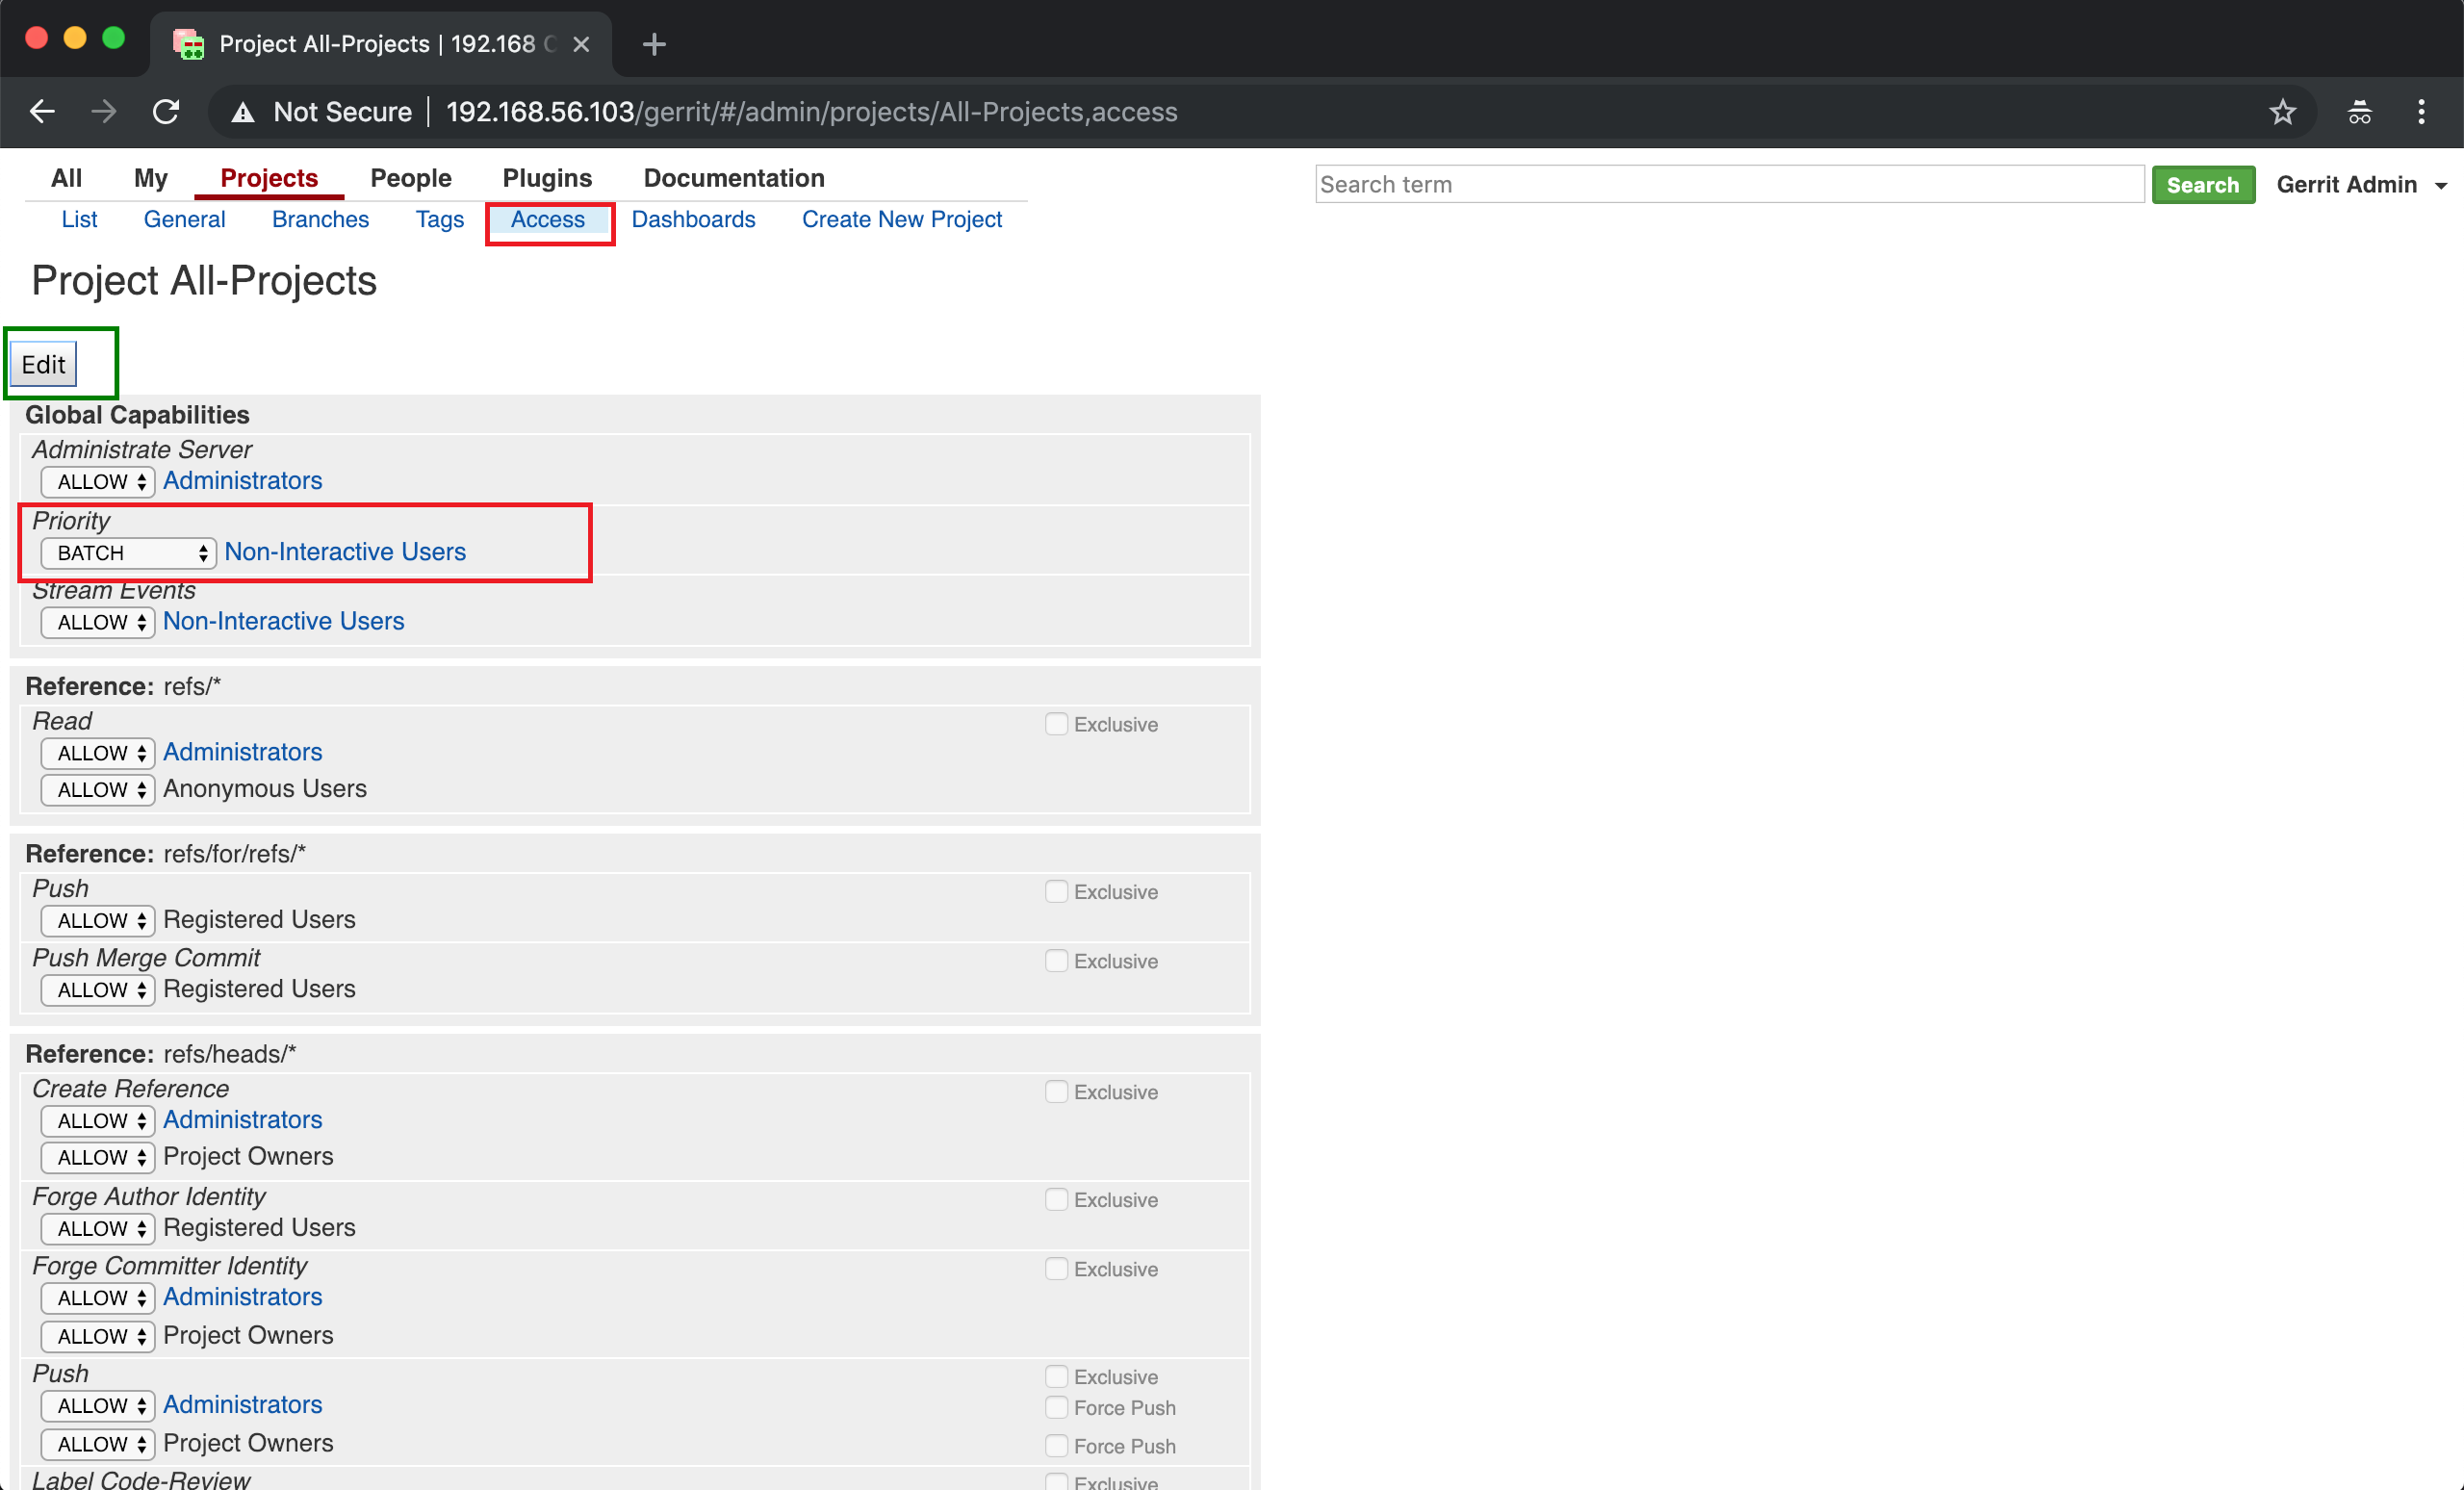 Project All-Projects | 192.168
Not Secure 192.168.56.103/gerrit/#/admin/projects/All-Projects,access
All My Projects People Plugins Documentation
Search term Search Gerrit Admin
List General Branches Tags Access Dashboards Create New Project
Project All-Projects
Edit
Global Capabilities
Administrate Server
ALLOW Administrators
Priority
BATCH Non-Interactive Users
Stream Events
ALLOW Non-Interactive Users
Reference: refs/*
Read Exclusive
ALLOW Administrators
ALLOW Anonymous Users
Reference: refs/for/refs/*
Push Exclusive
ALLOW Registered Users
Push Merge Commit Exclusive
ALLOW Registered Users
Reference: refs/heads/*
Create Reference Exclusive
ALLOW Administrators
ALLOW Project Owners
Forge Author Identity Exclusive
ALLOW Registered Users
Forge Committer Identity Exclusive
ALLOW Administrators
ALLOW Project Owners
Push Exclusive
ALLOW Administrators Force Push
ALLOW Project Owners Force Push
Label Code-Review Exclusive